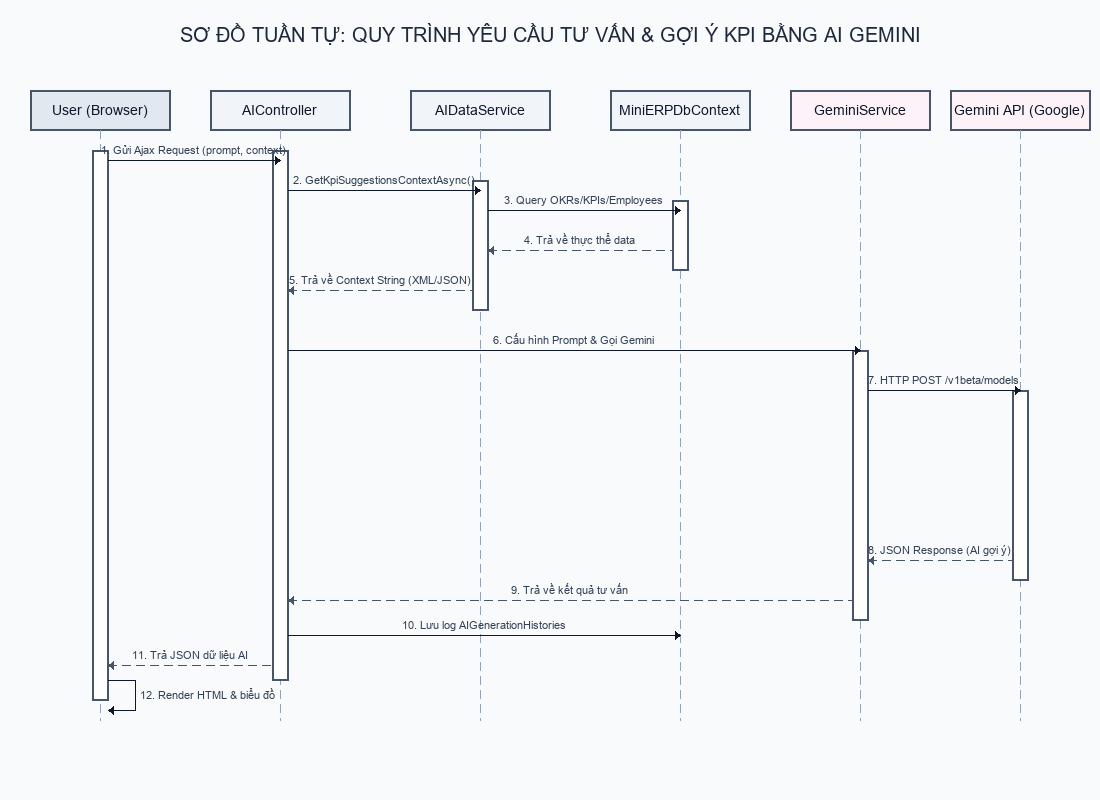 SƠ ĐỒ TUẦN TỰ: QUY TRÌNH YÊU CẦU TƯ VẤN & GỢI Ý KPI BẰNG AI GEMINI
User (Browser)
AIController
AIDataService
MiniERPDbContext
GeminiService
Gemini API (Google)
1. Gửi Ajax Request (prompt, context)
2. GetKpiSuggestionsContextAsync()
3. Query OKRs/KPIs/Employees
4. Trả về thực thể data
5. Trả về Context String (XML/JSON)
6. Cấu hình Prompt & Gọi Gemini
7. HTTP POST /v1beta/models
8. JSON Response (AI gợi ý)
9. Trả về kết quả tư vấn
10. Lưu log AIGenerationHistories
11. Trả JSON dữ liệu AI
12. Render HTML & biểu đồ